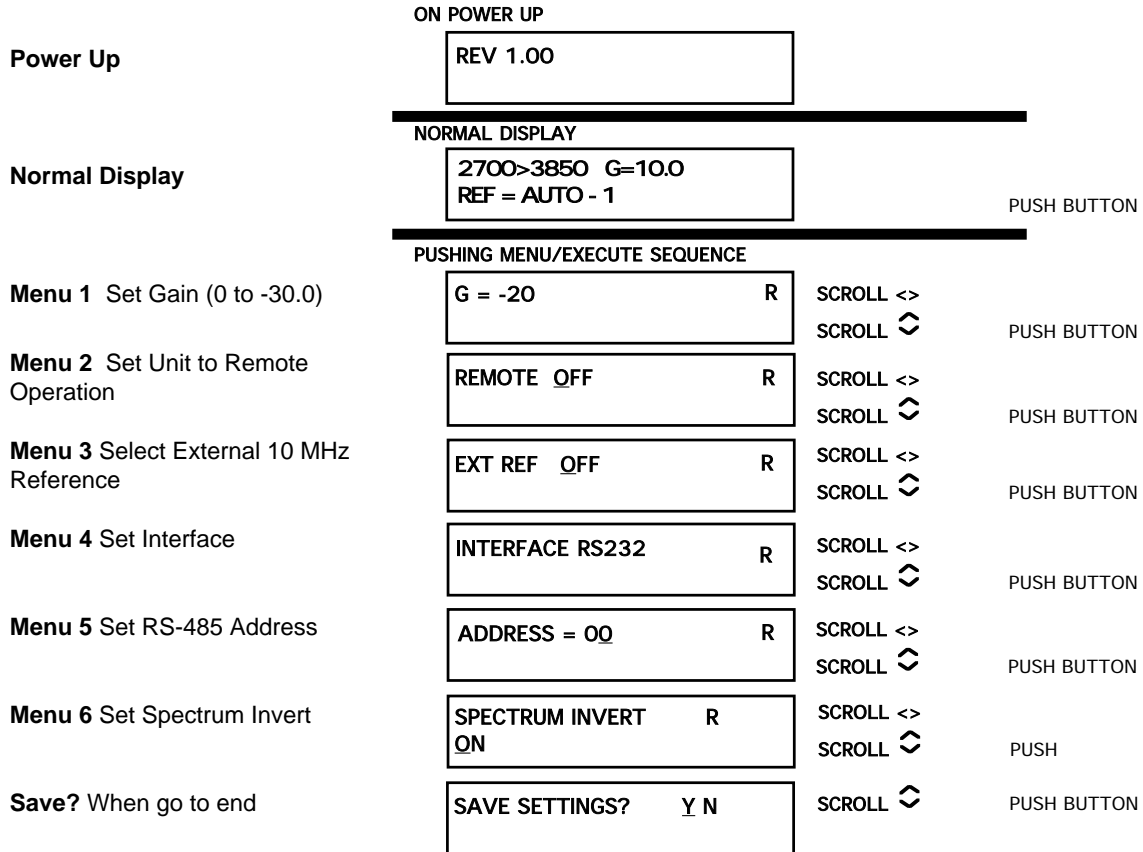 ON POWER UP
Power Up
REV 1.00
NORMAL DISPLAY
Normal Display
2700>3850 G=10.0
REF = AUTO - 1
PUSH BUTTON
PUSHING MENU/EXECUTE SEQUENCE
Menu 1 Set Gain (0 to -30.0)
G = -20 R
SCROLL <>
SCROLL
PUSH BUTTON
Menu 2 Set Unit to Remote
Operation
REMOTE OFF R
SCROLL <>
SCROLL
PUSH BUTTON
Menu 3 Select External 10 MHz
Reference
EXT REF OFF R
SCROLL <>
SCROLL
PUSH BUTTON
Menu 4 Set Interface
INTERFACE RS232 R
SCROLL <>
SCROLL
PUSH BUTTON
Menu 5 Set RS-485 Address
ADDRESS = 00 R
SCROLL <>
SCROLL
PUSH BUTTON
Menu 6 Set Spectrum Invert
SPECTRUM INVERT R
ON
SCROLL <>
SCROLL
PUSH
Save? When go to end
SAVE SETTINGS? Y N
SCROLL
PUSH BUTTON